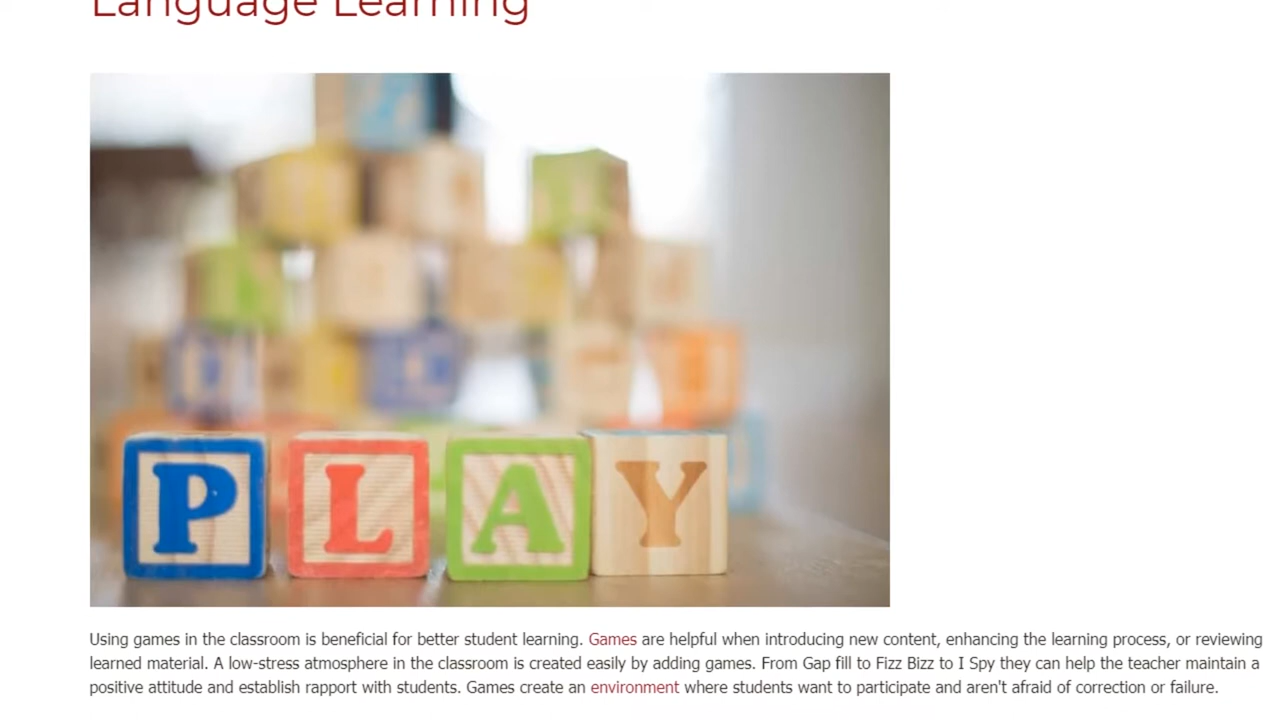 Language Learning
PLAY
Using games in the classroom is beneficial for better student learning. Games are helpful when introducing new content, enhancing the learning process, or reviewing
learned material. A low-stress atmosphere in the classroom is created easily by adding games. From Gap fill to Fizz Bizz to I Spy they can help the teacher maintain a
positive attitude and establish rapport with students. Games create an environment where students want to participate and aren't afraid of correction or failure.